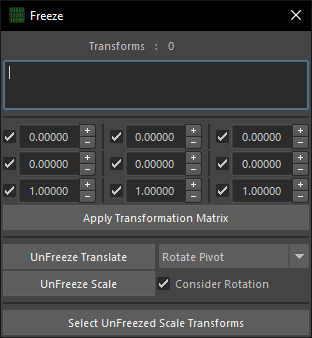 Freeze
Transforms : 0
0.00000 0.00000 0.00000
0.00000 0.00000 0.00000
1.00000 1.00000 1.00000
Apply Transformation Matrix
UnFreeze Translate Rotate Pivot
UnFreeze Scale Consider Rotation
Select UnFreezed Scale Transforms